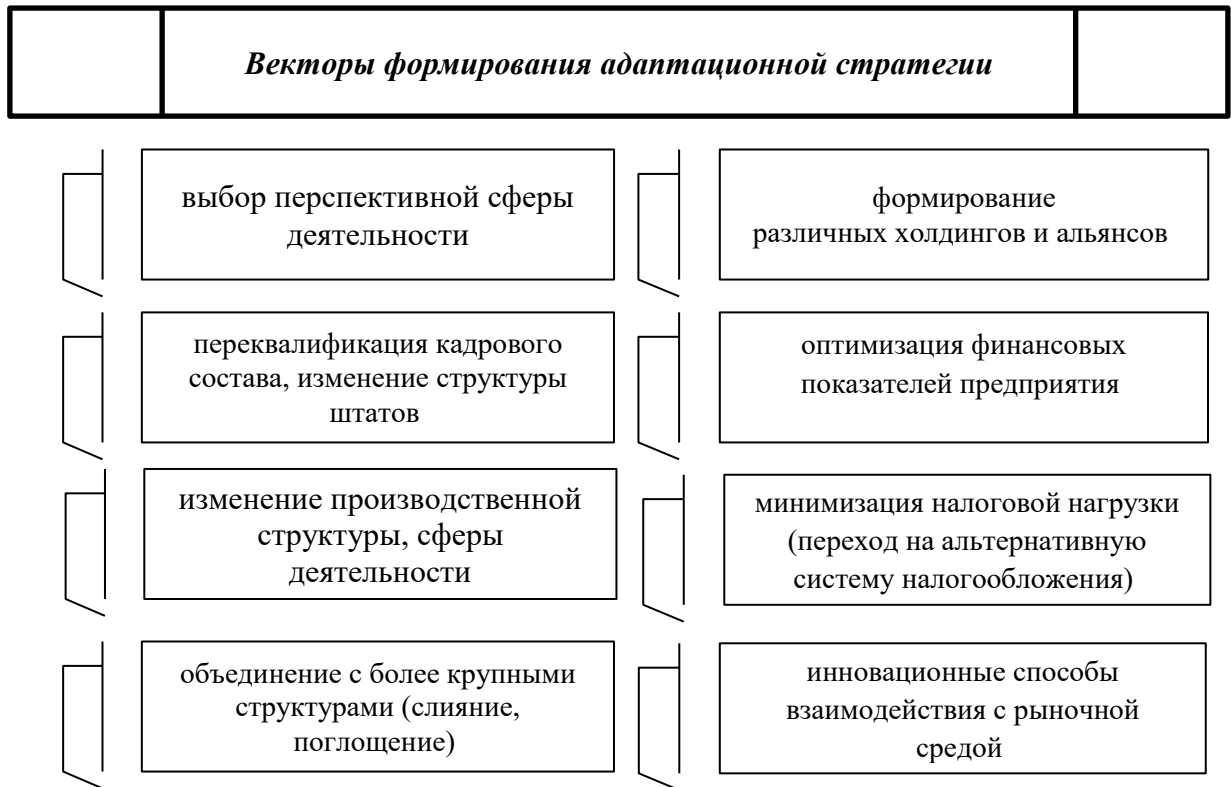 Векторы формирования адаптационной стратегии
выбор перспективной сферы
деятельности
формирование
различных холдингов и альянсов
переквалификация кадрового
состава, изменение структуры
штатов
оптимизация финансовых
показателей предприятия
изменение производственной
структуры, сферы
деятельности
минимизация налоговой нагрузки
(переход на альтернативную
систему налогообложения)
объединение с более крупными
структурами (слияние,
поглощение)
инновационные способы
взаимодействия с рыночной
средой